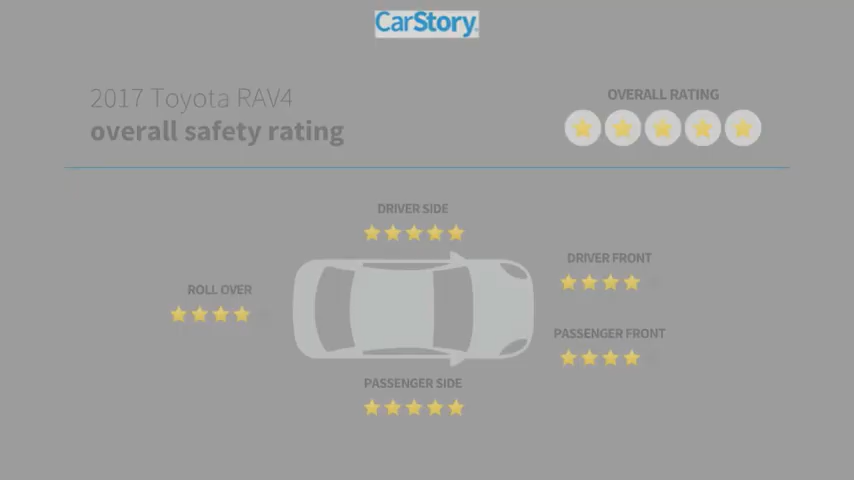 CarStory
2017 Toyota RAV4
overall safety rating
OVERALL RATING
DRIVER SIDE
DRIVER FRONT
ROLL OVER
PASSENGER FRONT
PASSENGER SIDE